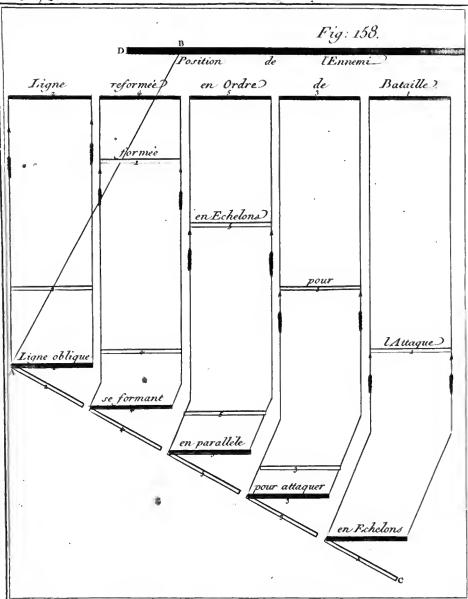 Fig: 158.
D B
Position de l'Ennemi
Ligne reformée en Ordre de Bataille
formée
en Echelons
pour
l'Attaque
A Ligne oblique
se formant
en parallèle
pour attaquer
en Echelons
C